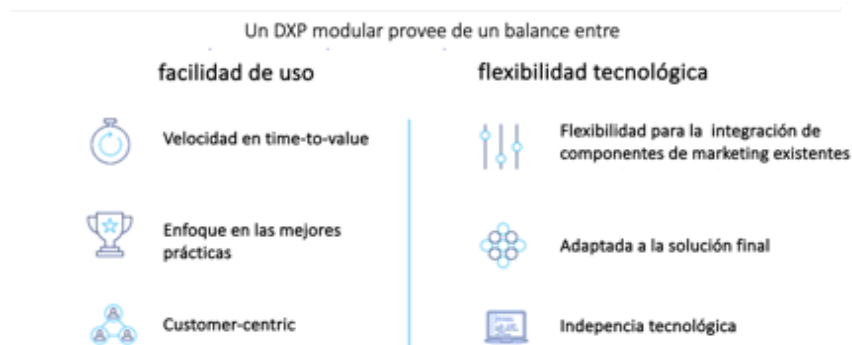 Un DXP modular provee de un balance entre
facilidad de uso
Velocidad en time-to-value
Enfoque en las mejores
prácticas
Customer-centric
flexibilidad tecnológica
Flexibilidad para la integración de
componentes de marketing existentes
Adaptada a la solución final
Indepencia tecnológica